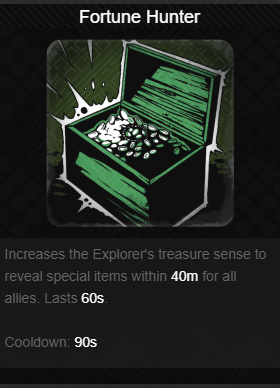 Fortune Hunter
Increases the Explorer's treasure sense to
reveal special items within 40m for all
allies. Lasts 60s.
Cooldown: 90s